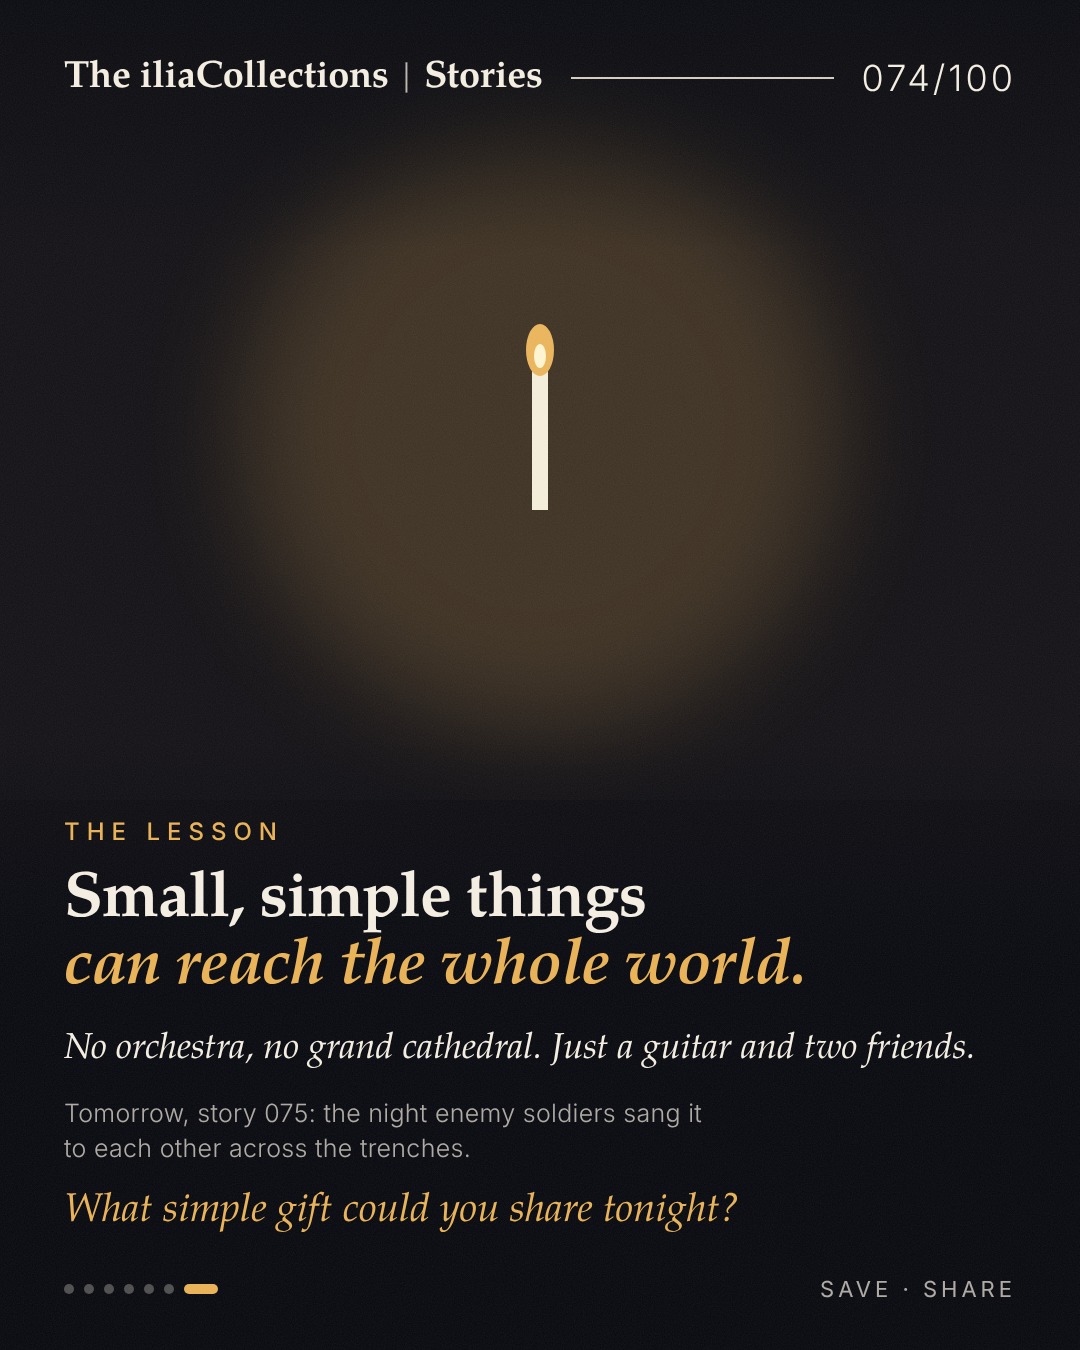 The iliaCollections | Stories 074/100
THE LESSON
Small, simple things
can reach the whole world.
No orchestra, no grand cathedral. Just a guitar and two friends.
Tomorrow, story 075: the night enemy soldiers sang it
to each other across the trenches.
What simple gift could you share tonight?
SAVE · SHARE